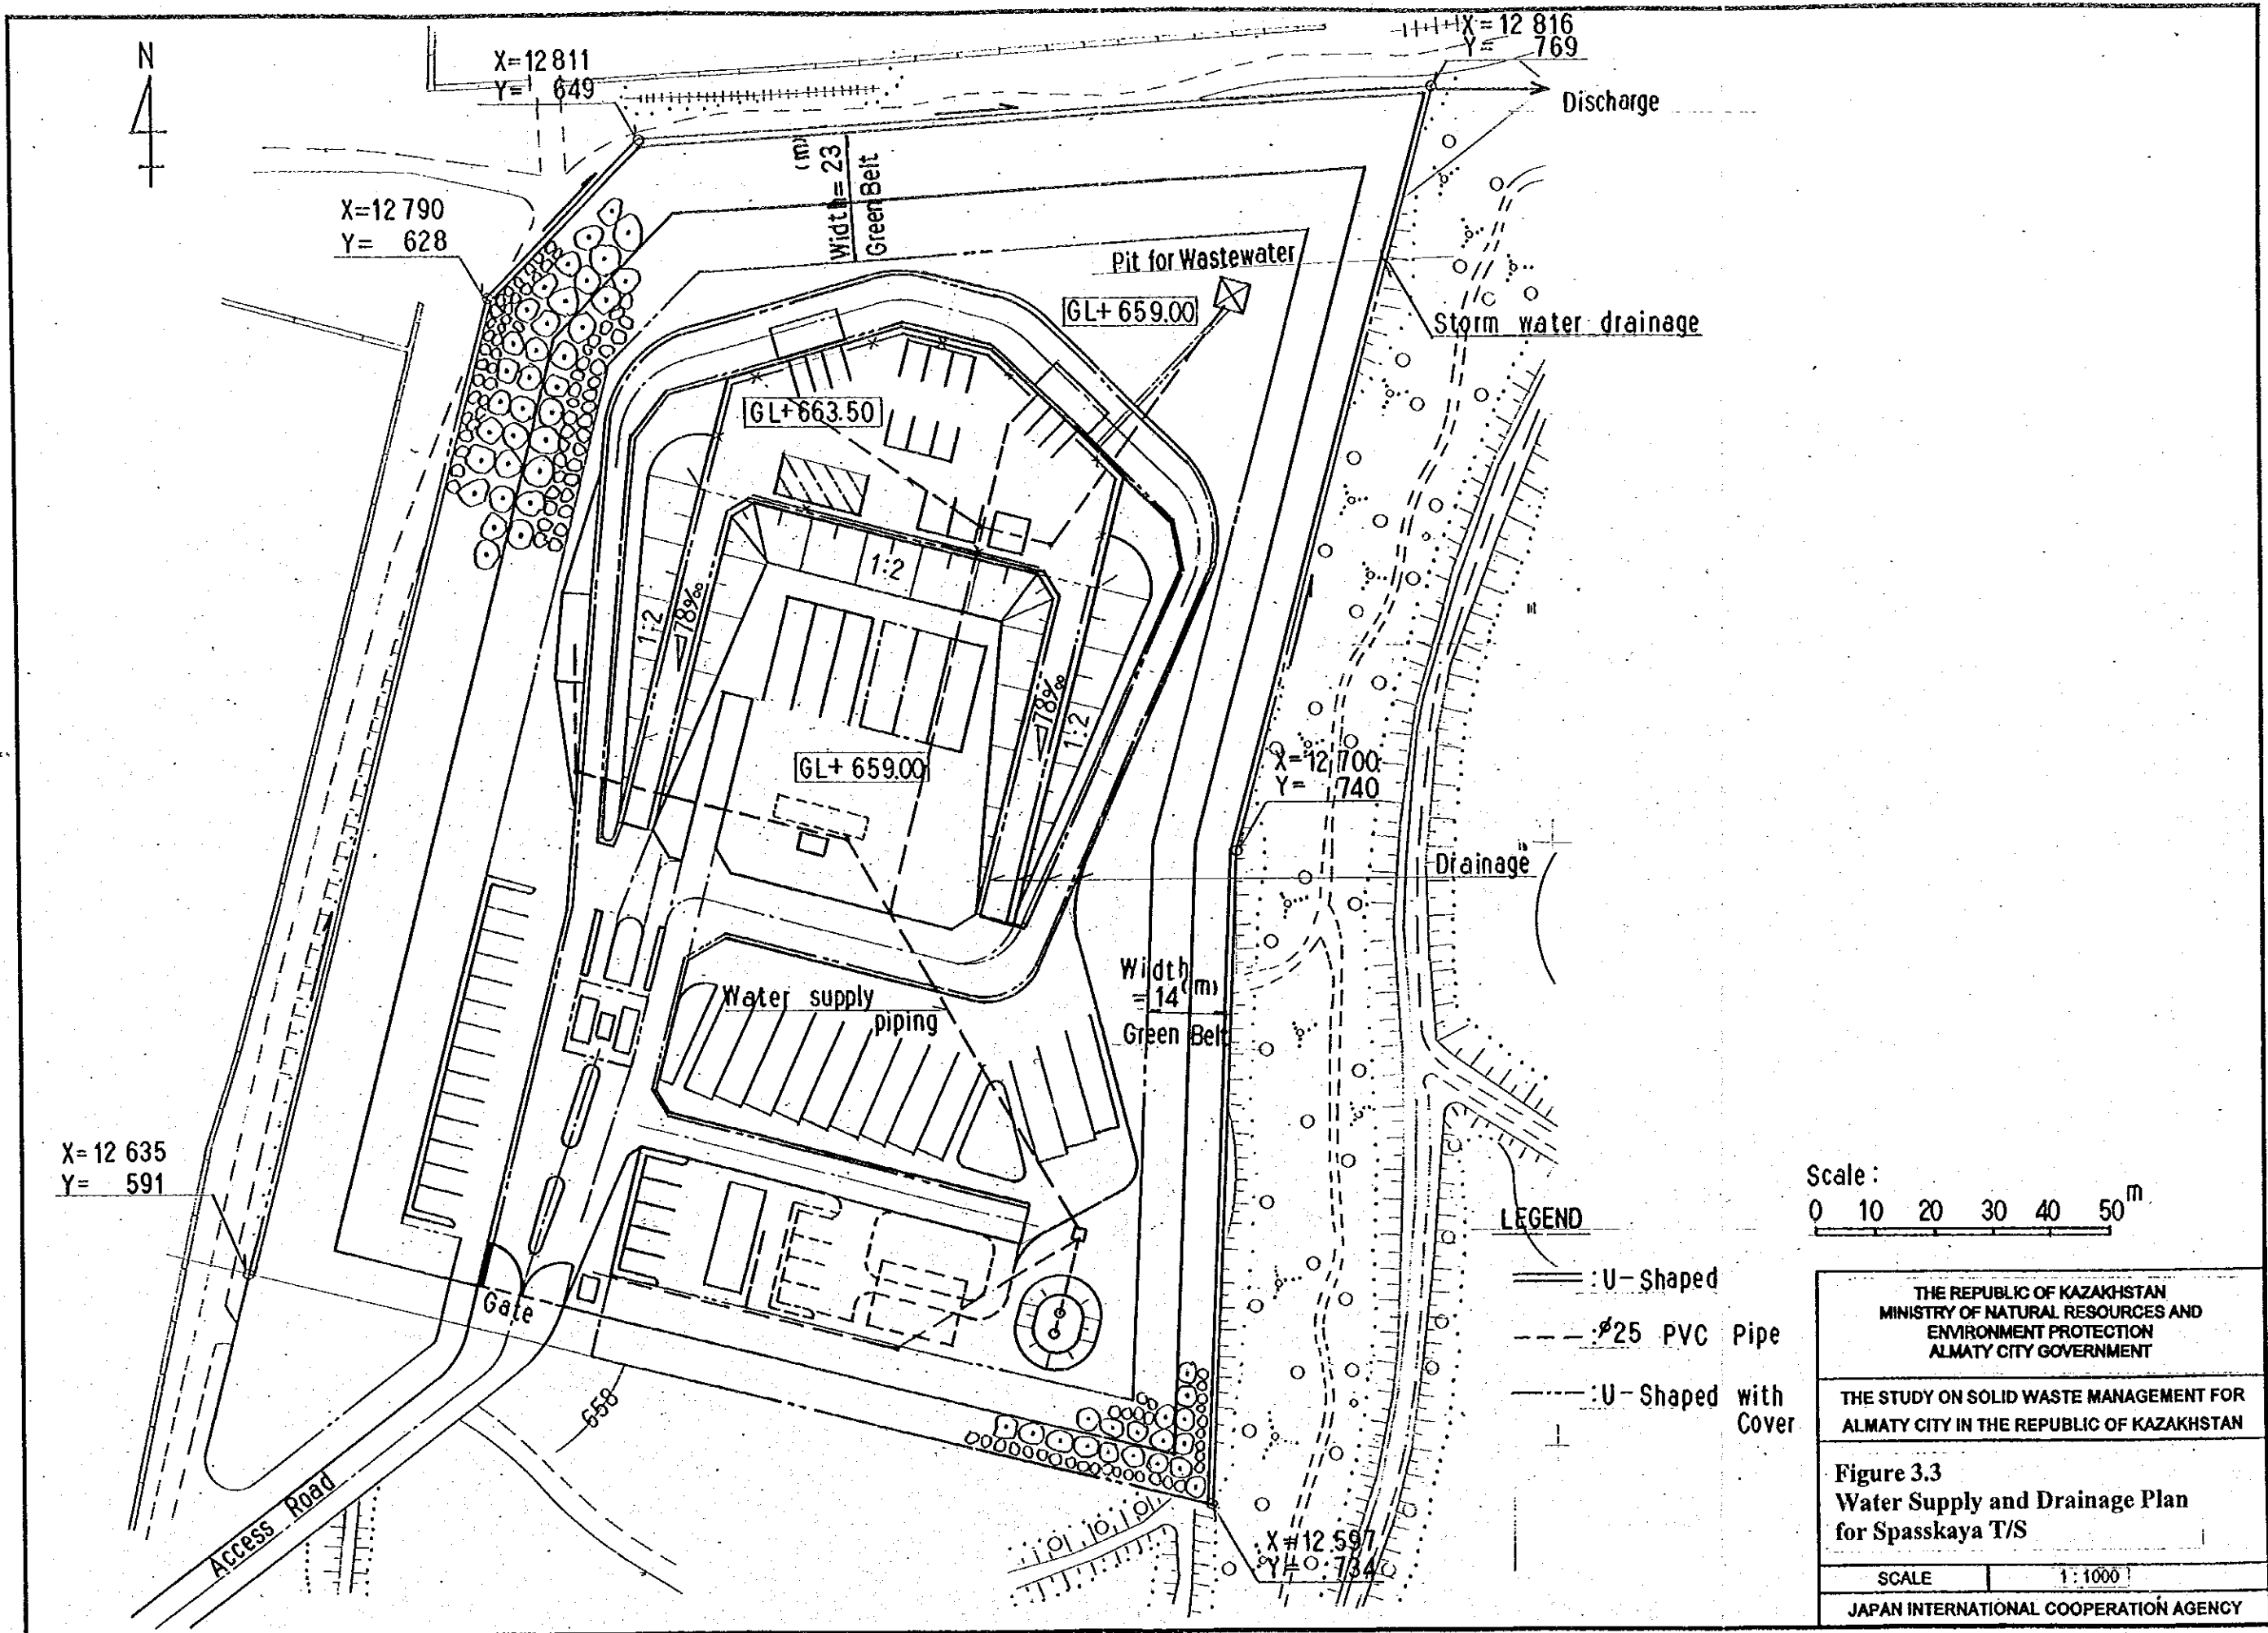 N
X=12 811
Y= 649
X=12 816
Y= 769
Discharge
X=12 790
Y= 628
Width=23 (m)
Green Belt
Pit for Wastewater
GL+659.00
Storm water drainage
GL+663.50
1:2
1:2
78‰
78‰
1:2
GL+659.00
X=12,700
Y= 740
Drainage
Width
=14 (m)
Green Belt
Water supply
piping
X=12 635
Y= 591
Gate
658
Access Road
X=12 597
Y= 734
Scale:
0 10 20 30 40 50 m
LEGEND
:U-Shaped
:ø25 PVC Pipe
:U-Shaped with
Cover
THE REPUBLIC OF KAZAKHSTAN
MINISTRY OF NATURAL RESOURCES AND
ENVIRONMENT PROTECTION
ALMATY CITY GOVERNMENT
THE STUDY ON SOLID WASTE MANAGEMENT FOR
ALMATY CITY IN THE REPUBLIC OF KAZAKHSTAN
Figure 3.3
Water Supply and Drainage Plan
for Spasskaya T/S
SCALE 1:1000
JAPAN INTERNATIONAL COOPERATION AGENCY